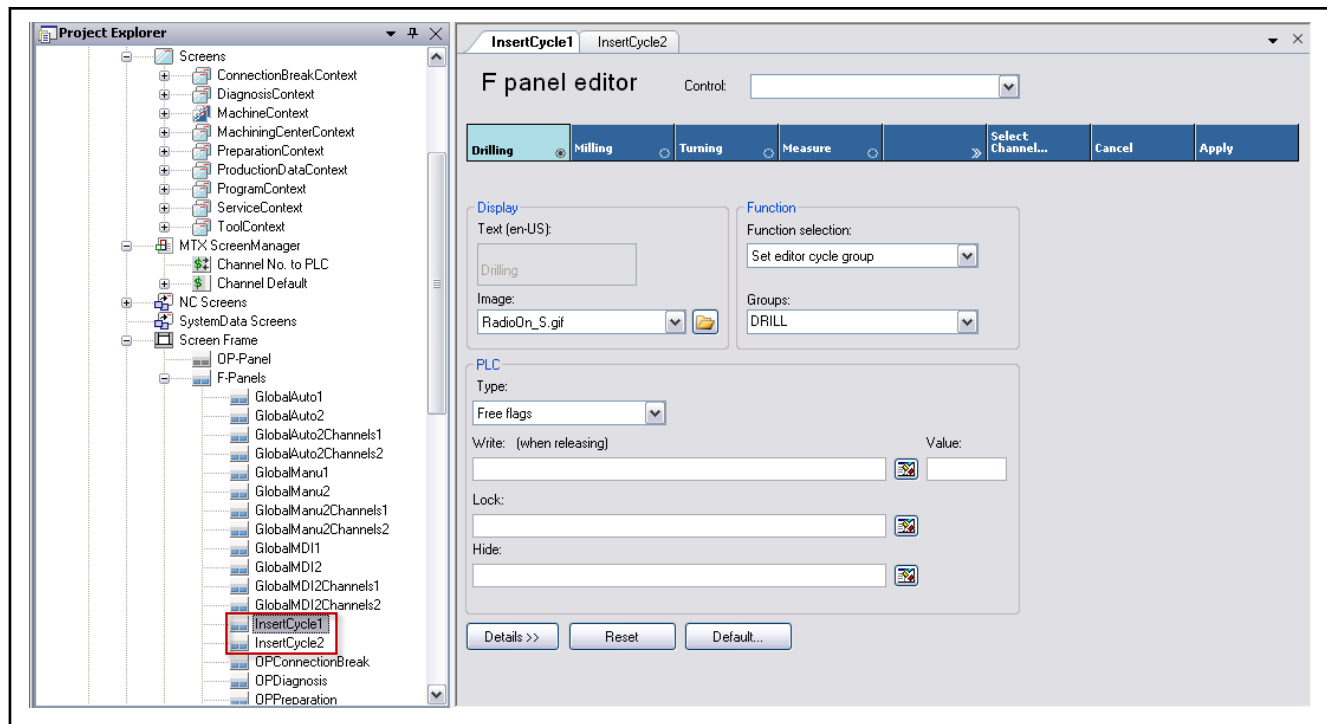 Project Explorer
Screens
ConnectionBreakContext
DiagnosisContext
MachineContext
MachiningCenterContext
PreparationContext
ProductionDataContext
ProgramContext
ServiceContext
ToolContext
MTX ScreenManager
Channel No. to PLC
Channel Default
NC Screens
SystemData Screens
Screen Frame
OP-Panel
F-Panels
GlobalAuto1
GlobalAuto2
GlobalAuto2Channels1
GlobalAuto2Channels2
GlobalManu1
GlobalManu2
GlobalManu2Channels1
GlobalManu2Channels2
GlobalMDI1
GlobalMDI2
GlobalMDI2Channels1
GlobalMDI2Channels2
InsertCycle1
InsertCycle2
OPConnectionBreak
OPDiagnosis
OPPreparation
InsertCycle1 InsertCycle2
F panel editor Control:
Drilling Milling Turning Measure Select Channel... Cancel Apply
Display
Text (en-US):
Drilling
Image:
RadioOn_S.gif
Function
Function selection:
Set editor cycle group
Groups:
DRILL
PLC
Type:
Free flags
Write: (when releasing) Value:
Lock:
Hide:
Details >> Reset Default...